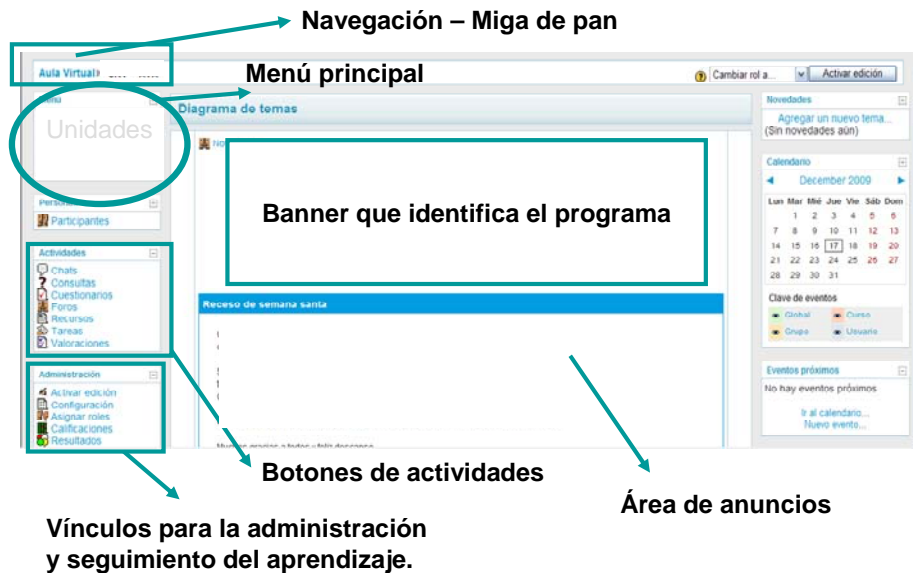 Navegación – Miga de pan
Aula Virtual
Menú principal
Cambiar rol a...
Activar edición
Menú
Unidades
Diagrama de temas
Banner que identifica el programa
Novedades
Agregar un nuevo tema...
(Sin novedades aún)
Calendario
December 2009
Lun Mar Mié Jue Vie Sáb Dom
1 2 3 4 5 6
7 8 9 10 11 12 13
14 15 16 17 18 19 20
21 22 23 24 25 26 27
28 29 30 31
Clave de eventos
Global Curso
Grupo Usuario
Eventos próximos
No hay eventos próximos
Ir al calendario...
Nuevo evento...
Participantes
Actividades
Chats
Consultas
Cuestionarios
Foros
Recursos
Tareas
Valoraciones
Administración
Activar edición
Configuración
Asignar roles
Calificaciones
Resultados
Receso de semana santa
Botones de actividades
Área de anuncios
Vínculos para la administración
y seguimiento del aprendizaje.